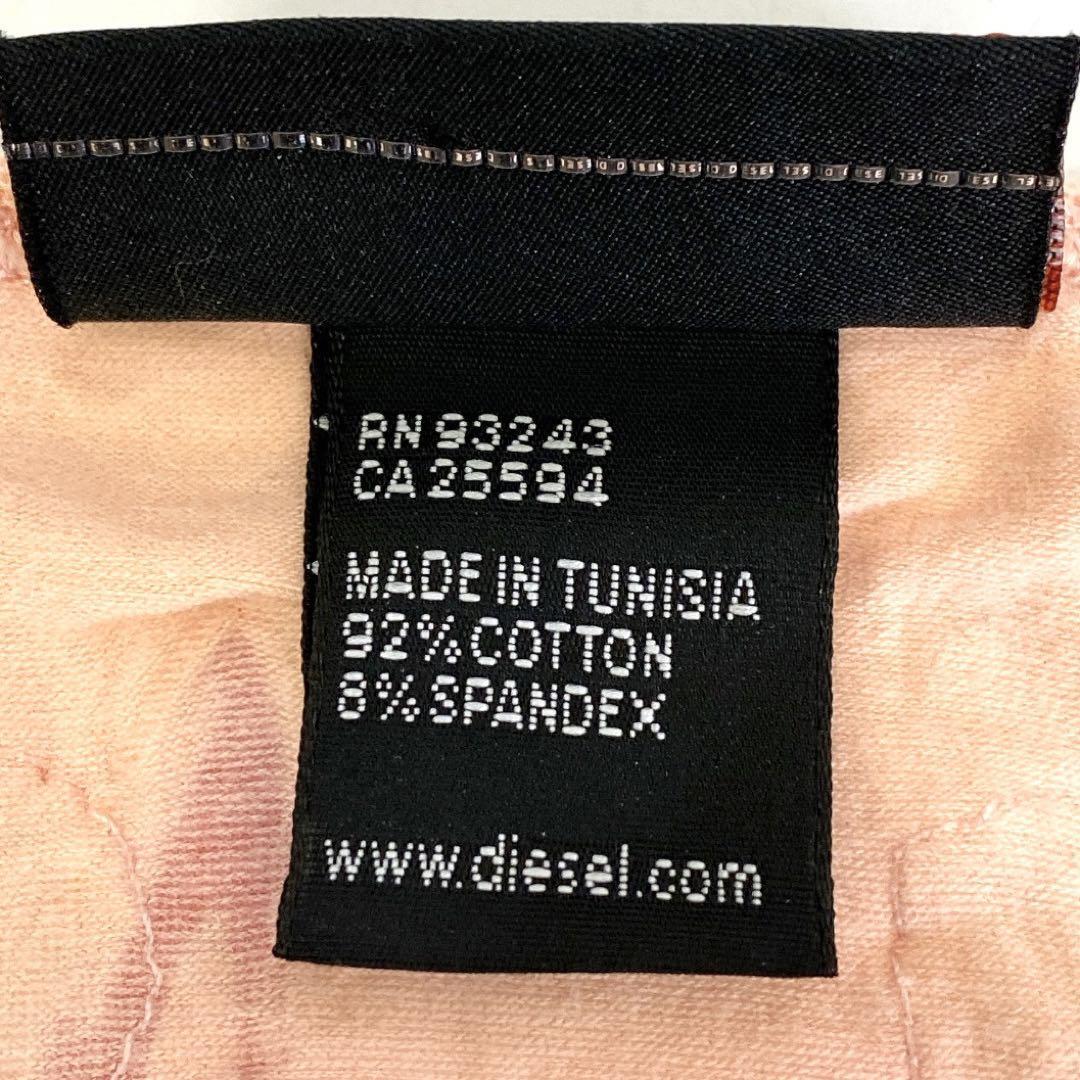 RN 93243
CA 25594
MADE IN TUNISIA
92% COTTON
8% SPANDEX
www.diesel.com